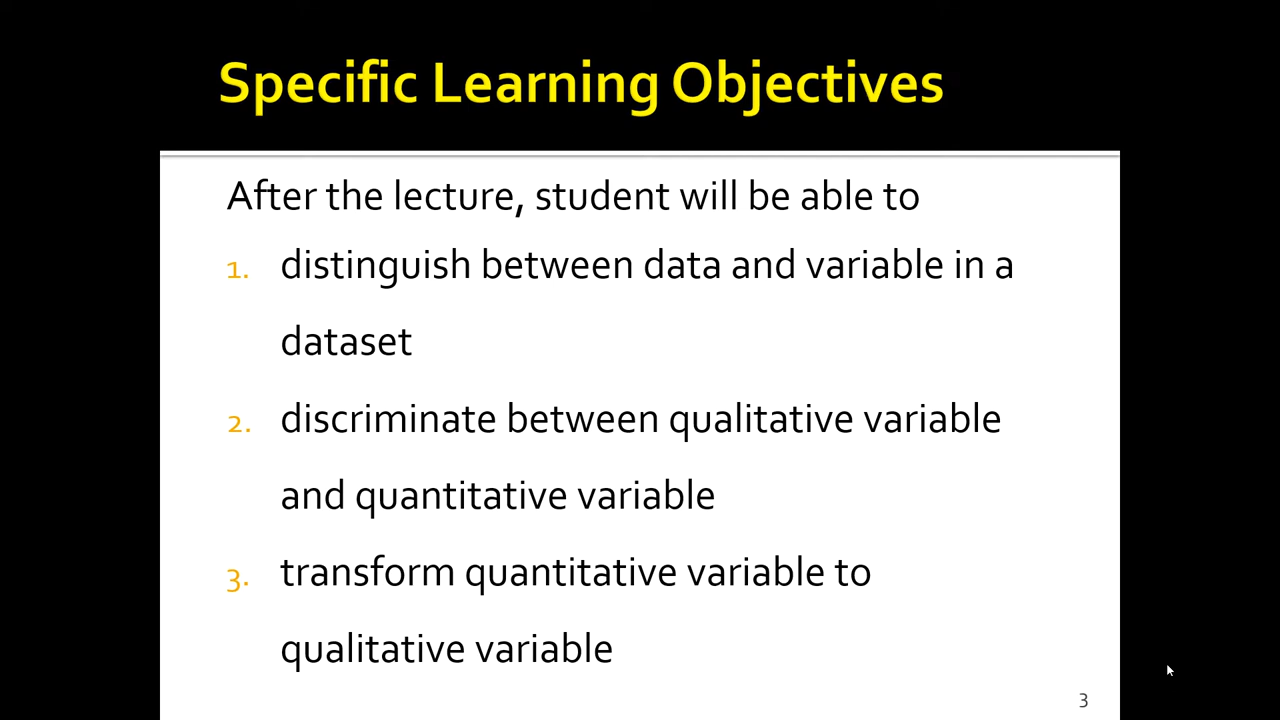 Specific Learning Objectives
After the lecture, student will be able to
1. distinguish between data and variable in a
dataset
2. discriminate between qualitative variable
and quantitative variable
3. transform quantitative variable to
qualitative variable
3